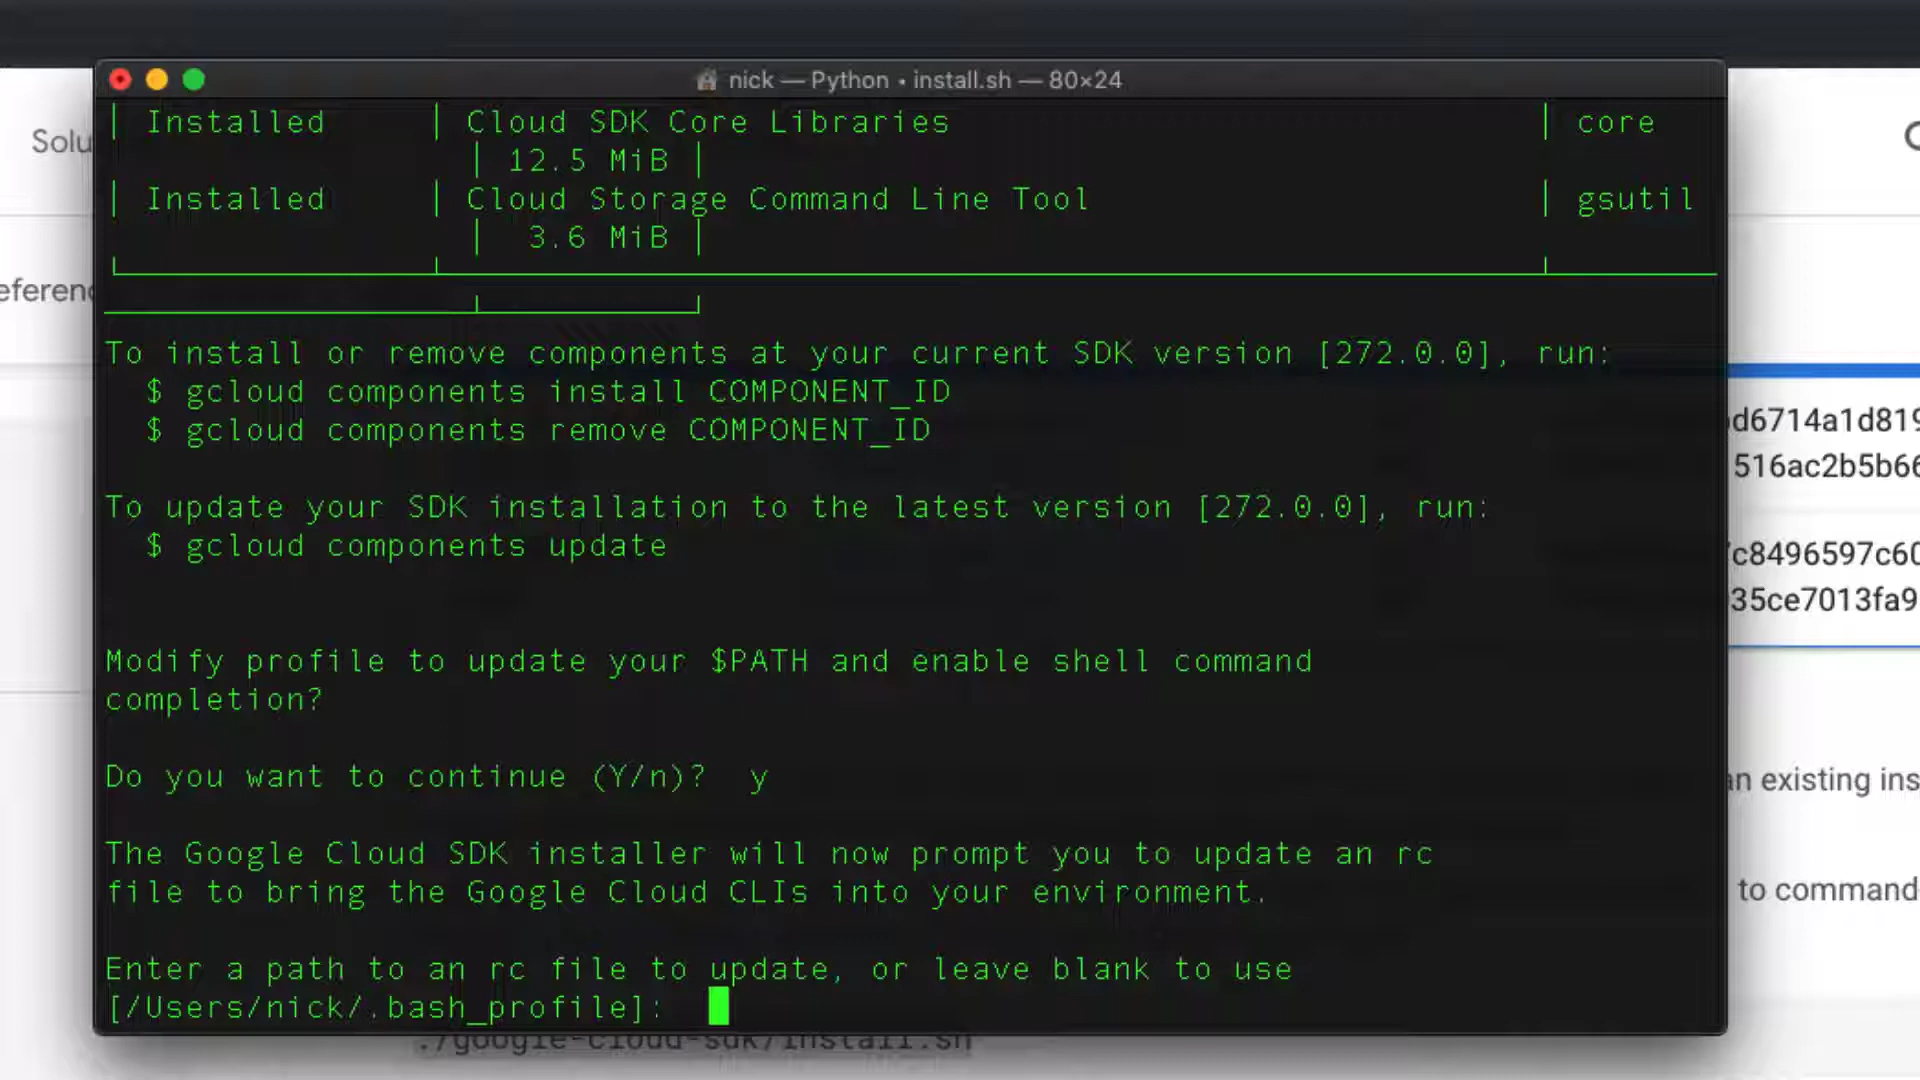 nick — Python • install.sh — 80×24
| Installed | Cloud SDK Core Libraries | core
| 12.5 MiB |
| Installed | Cloud Storage Command Line Tool | gsutil
| 3.6 MiB |
To install or remove components at your current SDK version [272.0.0], run:
$ gcloud components install COMPONENT_ID
$ gcloud components remove COMPONENT_ID
To update your SDK installation to the latest version [272.0.0], run:
$ gcloud components update
Modify profile to update your $PATH and enable shell command
completion?
Do you want to continue (Y/n)? y
The Google Cloud SDK installer will now prompt you to update an rc
file to bring the Google Cloud CLIs into your environment.
Enter a path to an rc file to update, or leave blank to use
[/Users/nick/.bash_profile]:
Solu
eferenc
d6714a1d819
516ac2b5b66
c8496597c60
35ce7013fa9
an existing ins
to command
./google-cloud-sdk/install.sh